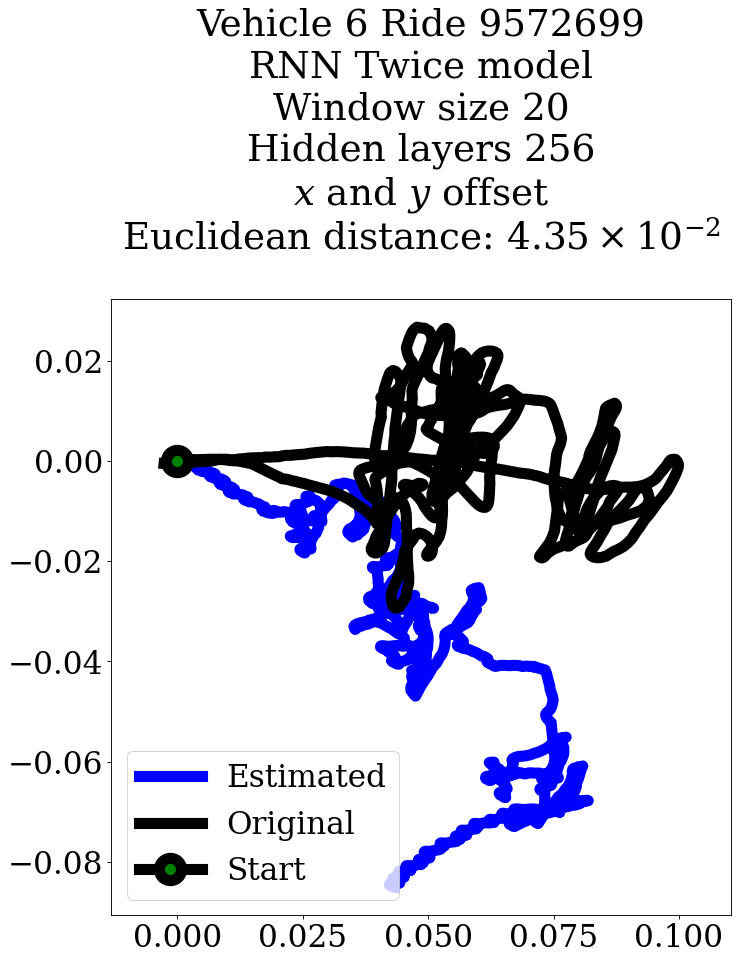 Vehicle 6 Ride 9572699
RNN Twice model
Window size 20
Hidden layers 256
x and y offset
Euclidean distance: 4.35 × 10⁻²
0.02
0.00
−0.02
−0.04
−0.06
−0.08
Estimated
Original
Start
0.000 0.025 0.050 0.075 0.100